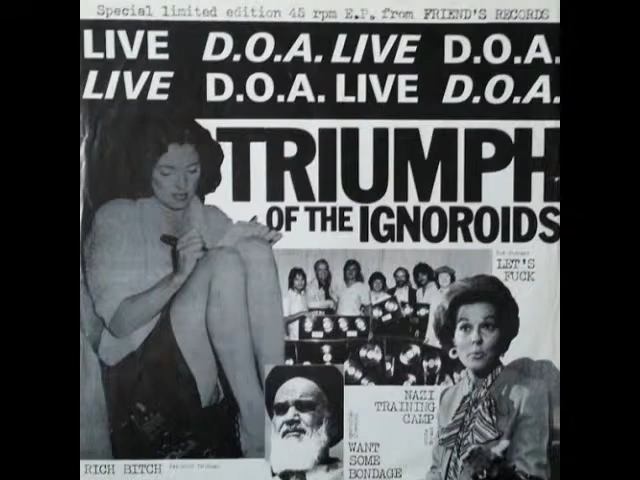 Special limited edition 45 rpm E.P. from FRIEND'S RECORDS
LIVE D.O.A. LIVE D.O.A.
LIVE D.O.A. LIVE D.O.A.
TRIUMPH
OF THE IGNOROIDS
LET'S
FUCK
NAZI
TRAINING
CAMP
WANT
SOME
BONDAGE
RICH BITCH